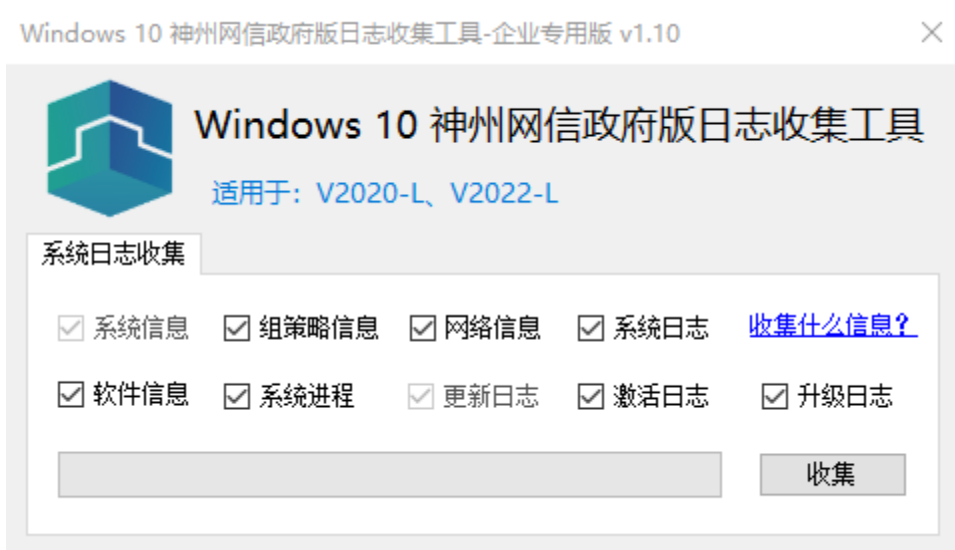 Windows 10 神州网信政府版日志收集工具-企业专用版 v1.10
Windows 10 神州网信政府版日志收集工具
适用于：V2020-L、V2022-L
系统日志收集
系统信息 组策略信息 网络信息 系统日志 收集什么信息？
软件信息 系统进程 更新日志 激活日志 升级日志
收集